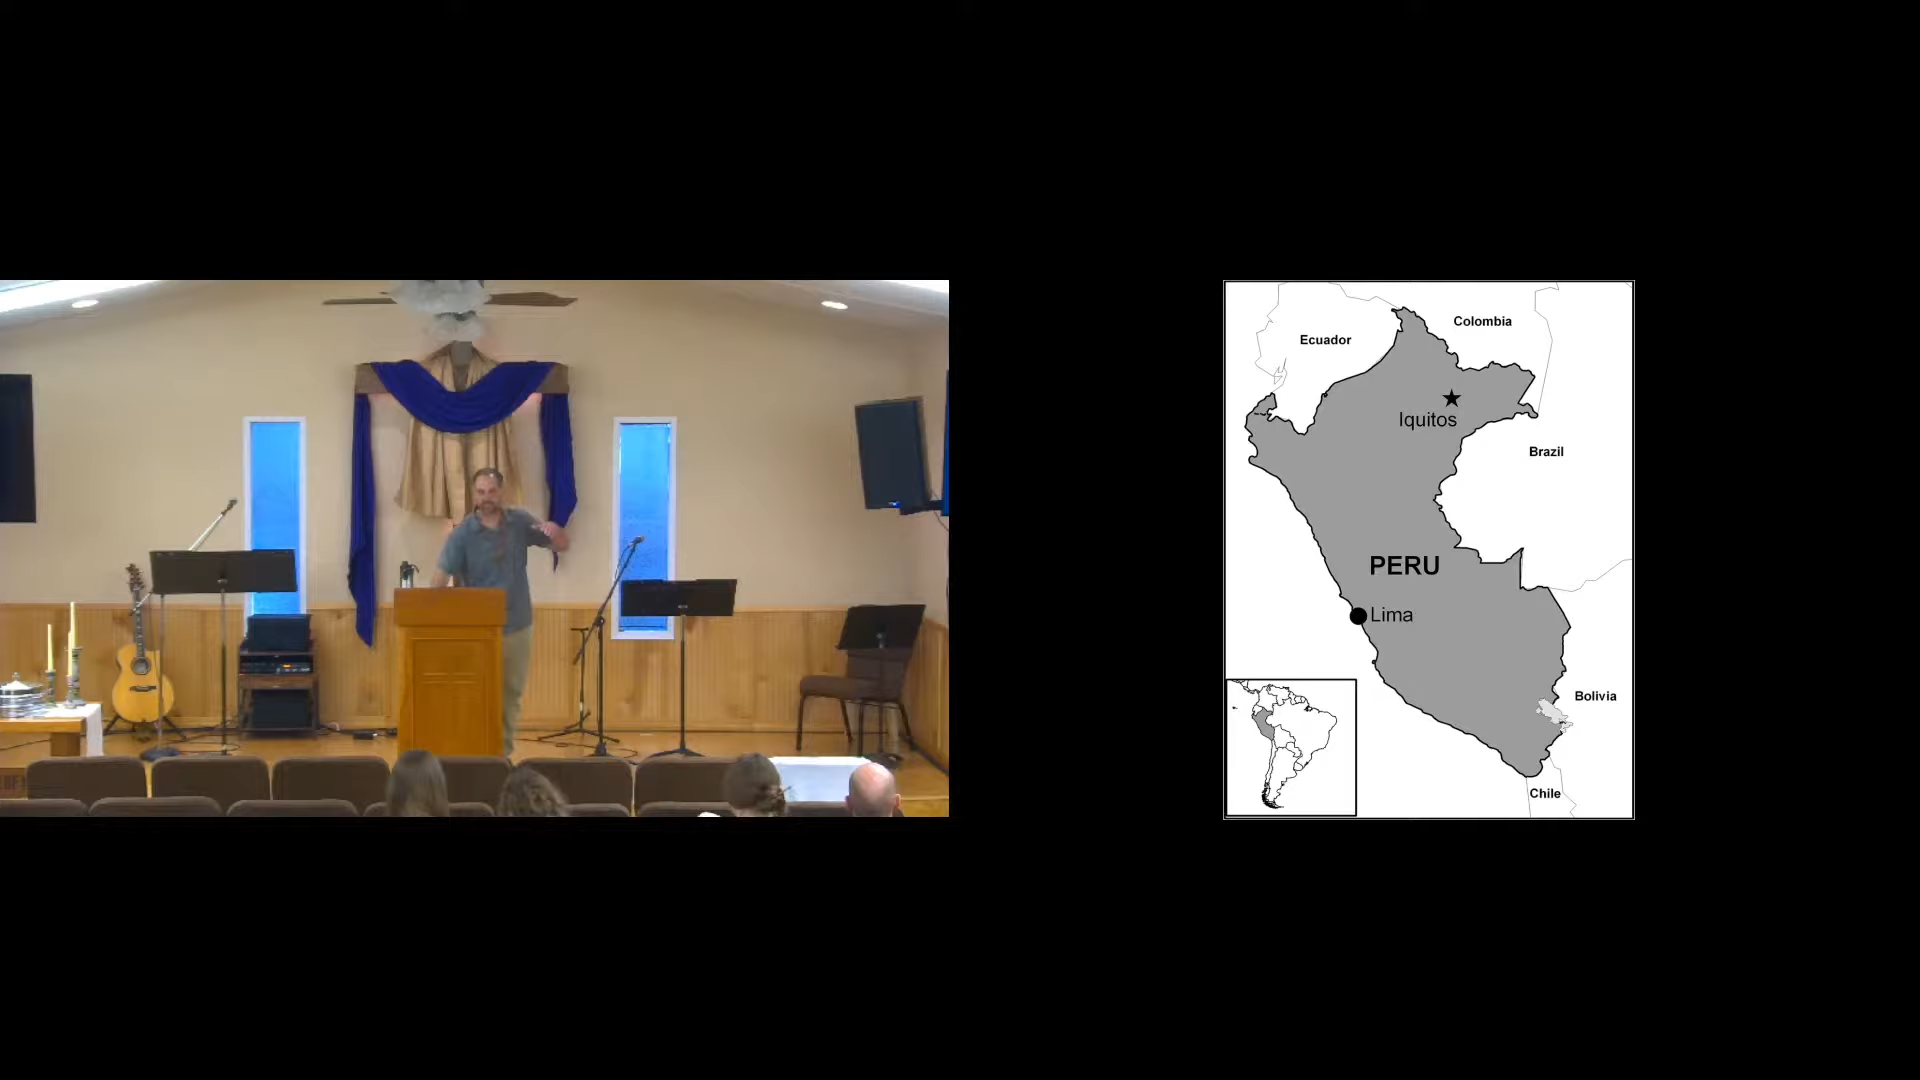 Colombia
Ecuador
Iquitos
Brazil
PERU
Lima
Bolivia
Chile